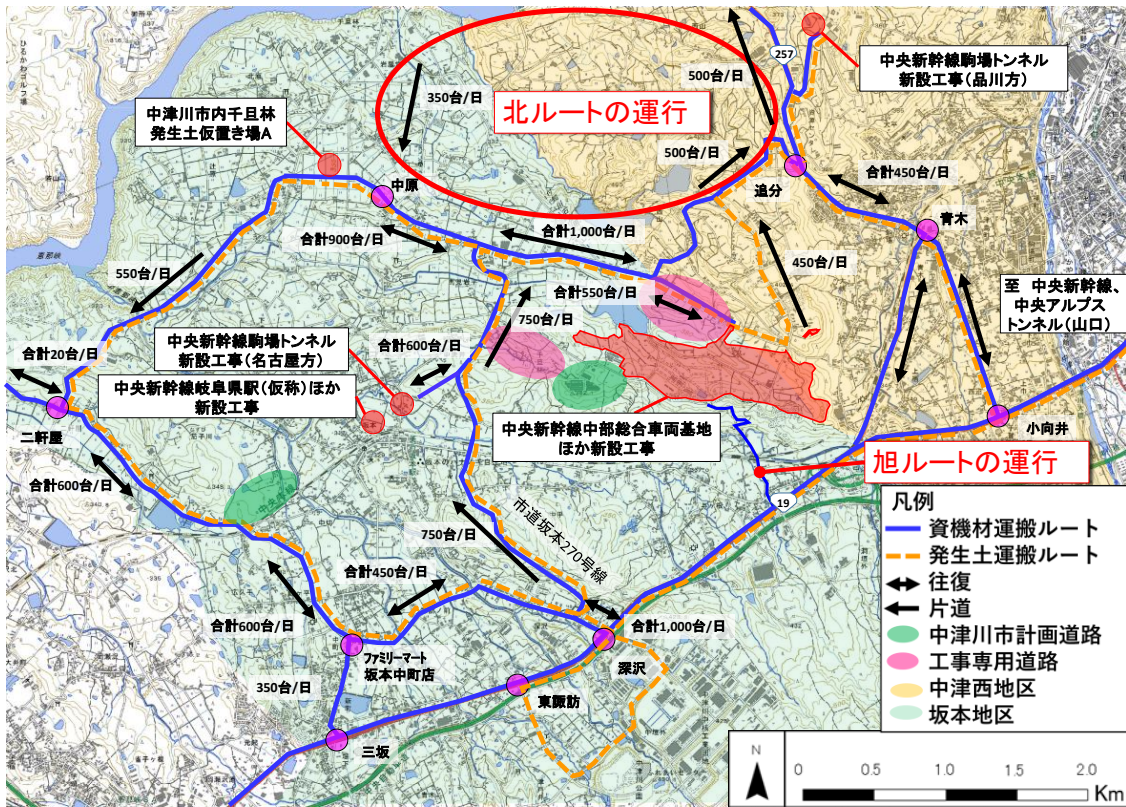 257
500台/日
中央新幹線駒場トンネル
新設工事(品川方)
350台/日
北ルートの運行
中津川市内千旦林
発生土仮置き場A
500台/日
追分
合計450台/日
中原
青木
合計900台/日
合計1,000台/日
450台/日
550台/日
合計550台/日
至 中央新幹線、
中央アルプス
トンネル(山口)
750台/日
中央新幹線駒場トンネル
新設工事(名古屋方)
合計600台/日
合計20台/日
中央新幹線岐阜県駅(仮称)ほか
新設工事
二軒屋
中央新幹線中部総合車両基地
ほか新設工事
小向井
旭ルートの運行
合計600台/日
19
市道坂本270号線
750台/日
合計450台/日
合計600台/日
合計1,000台/日
ファミリーマート
坂本中町店
深沢
350台/日
東諏訪
三坂
凡例
資機材運搬ルート
発生土運搬ルート
往復
片道
中津川市計画道路
工事専用道路
中津西地区
坂本地区
N
0 0.5 1.0 1.5 2.0
Km